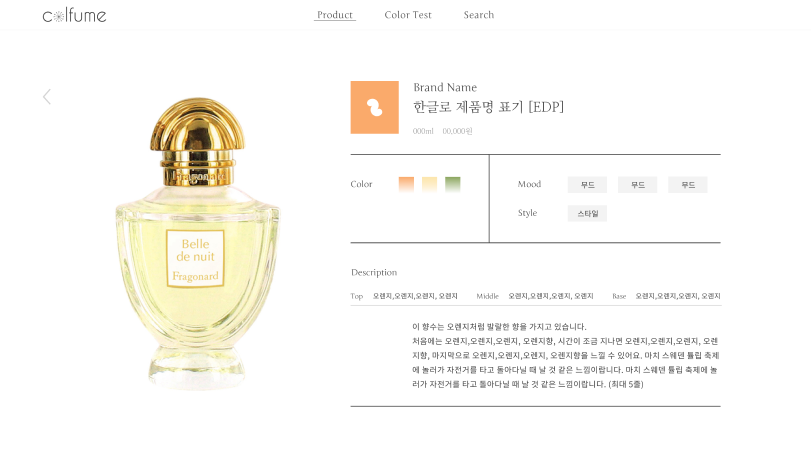 colfume
Product
Color Test
Search
Brand Name
한글로 제품명 표기 [EDP]
000ml 00,000원
Color
Mood 무드 무드 무드
Style 스타일
Fragonard
Belle
de nuit
Fragonard
Description
Top 오렌지,오렌지,오렌지, 오렌지 Middle 오렌지,오렌지,오렌지, 오렌지 Base 오렌지,오렌지,오렌지, 오렌지
이 향수는 오렌지처럼 발랄한 향을 가지고 있습니다.
처음에는 오렌지,오렌지,오렌지, 오렌지향, 시간이 조금 지나면 오렌지,오렌지,오렌지, 오렌
지향, 마지막으로 오렌지,오렌지,오렌지, 오렌지향을 느낄 수 있어요. 마치 스웨덴 튤립 축제
에 놀러가 자전거를 타고 돌아다닐 때 날 것 같은 느낌이랍니다. 마치 스웨덴 튤립 축제에 놀
러가 자전거를 타고 돌아다닐 때 날 것 같은 느낌이랍니다. (최대 5줄)